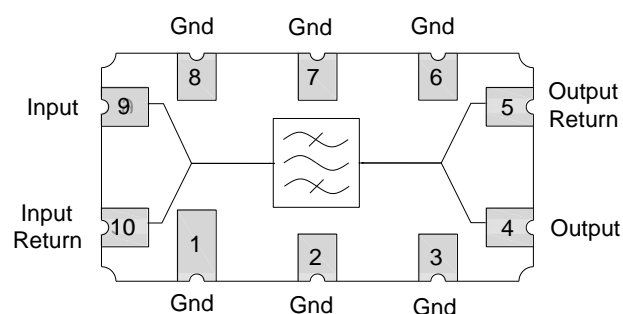 Gnd
Gnd
Gnd
8
7
6
Input
9
5
Output
Return
Input
Return
10
1
2
3
4
Output
Gnd
Gnd
Gnd